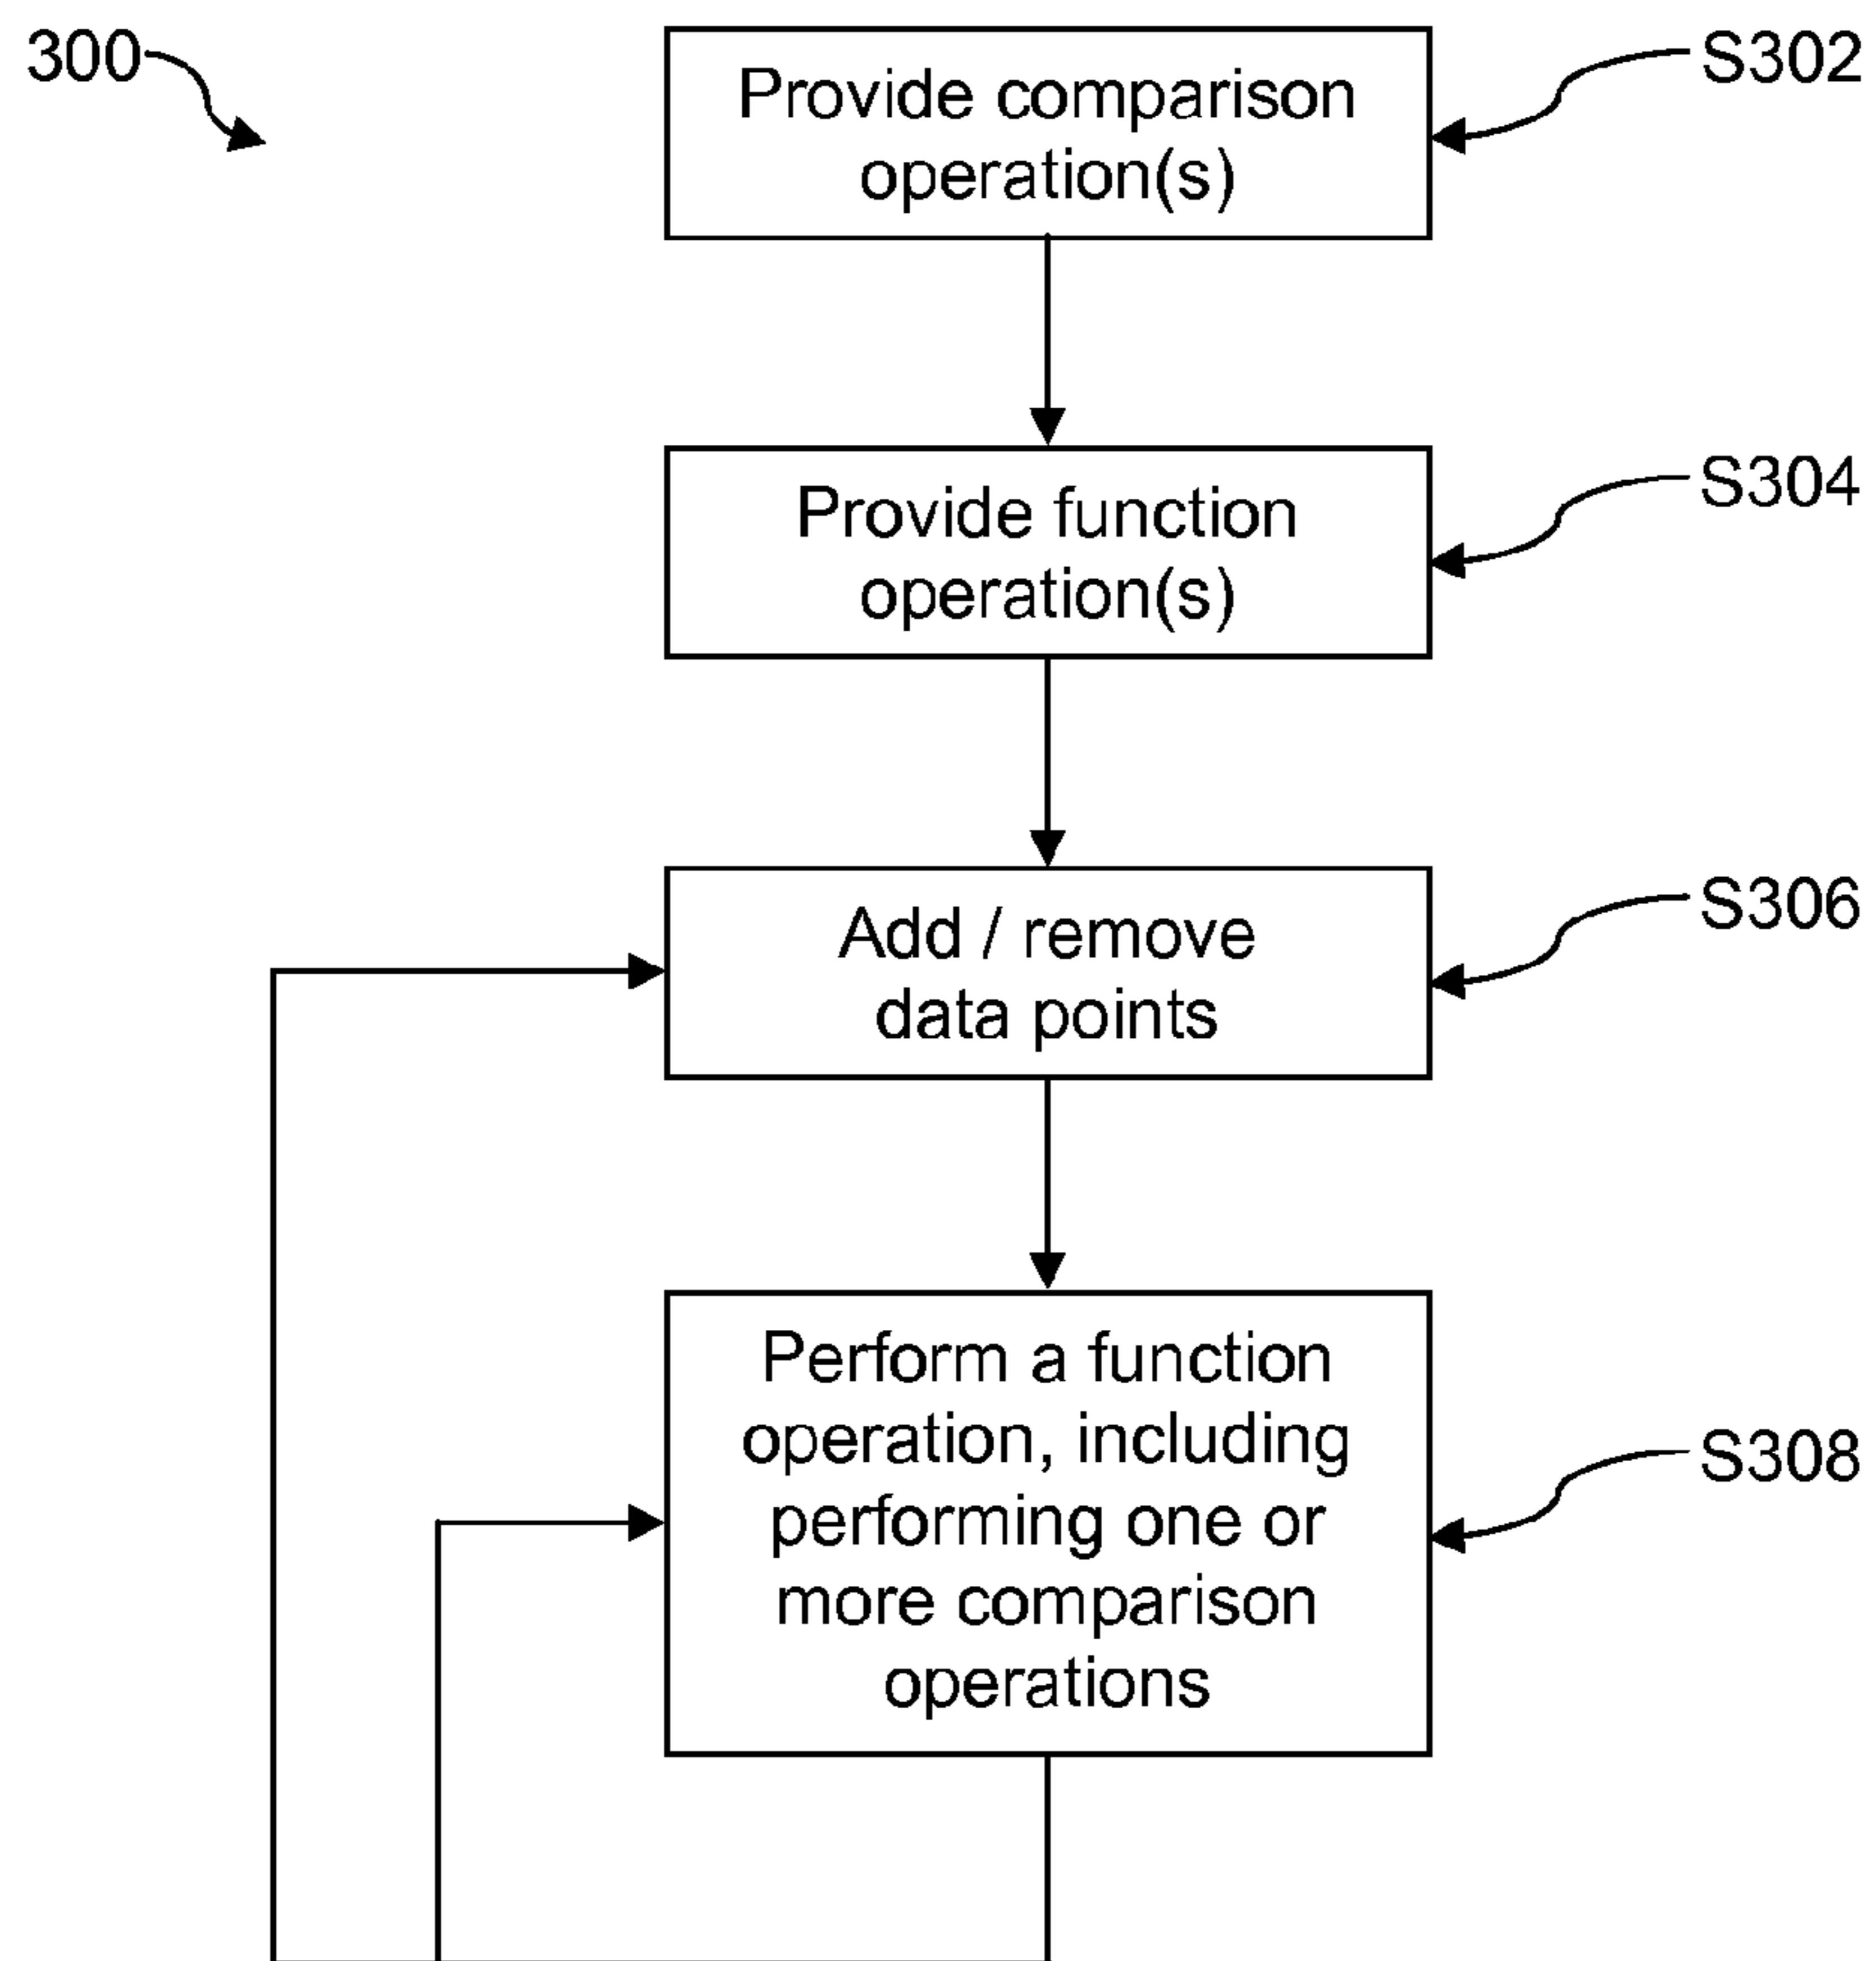 300
Provide comparison
operation(s)
S302
Provide function
operation(s)
S304
Add / remove
data points
S306
Perform a function
operation, including
performing one or
more comparison
operations
S308